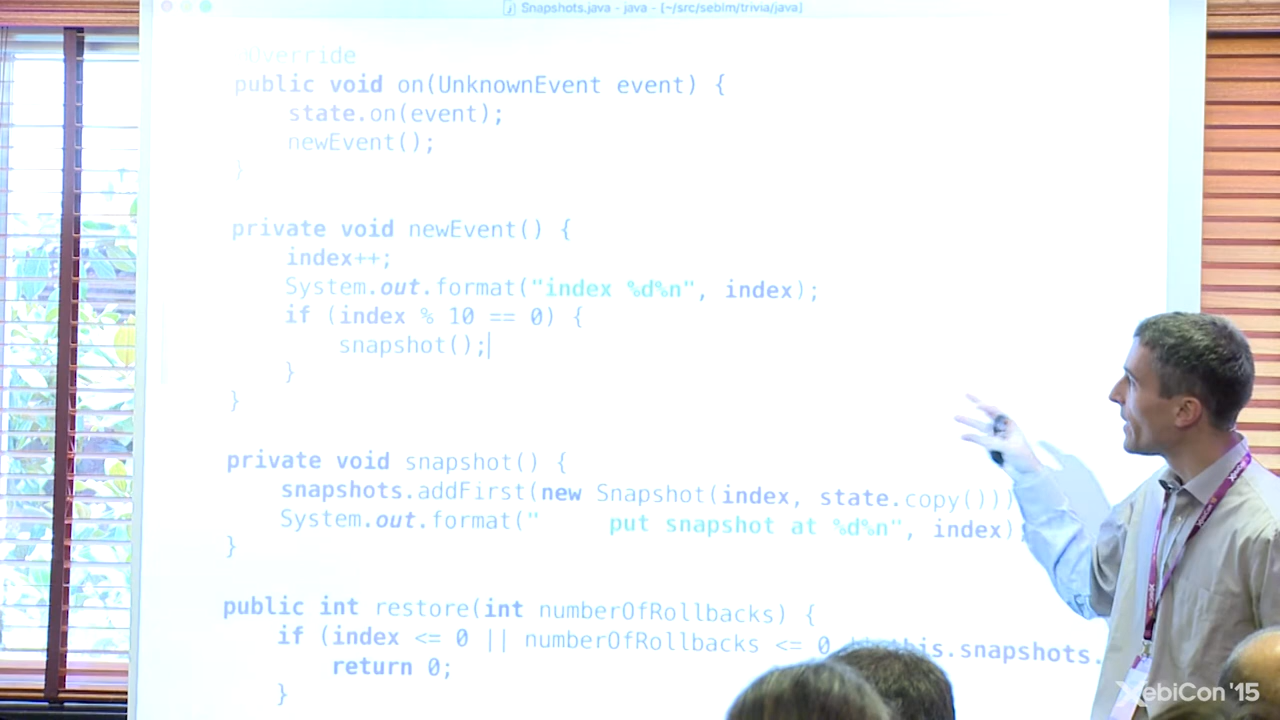 Snapshots.java - java - [~/src/seblm/trivia/java]
@Override
public void on(UnknownEvent event) {
state.on(event);
newEvent();
}
private void newEvent() {
index++;
System.out.format("index %d%n", index);
if (index % 10 == 0) {
snapshot();
}
}
private void snapshot() {
snapshots.addFirst(new Snapshot(index, state.copy()))
System.out.format("     put snapshot at %d%n", index);
}
public int restore(int numberOfRollbacks) {
if (index <= 0 || numberOfRollbacks <= 0 this.snapshots.
return 0;
}
XebiCon '15